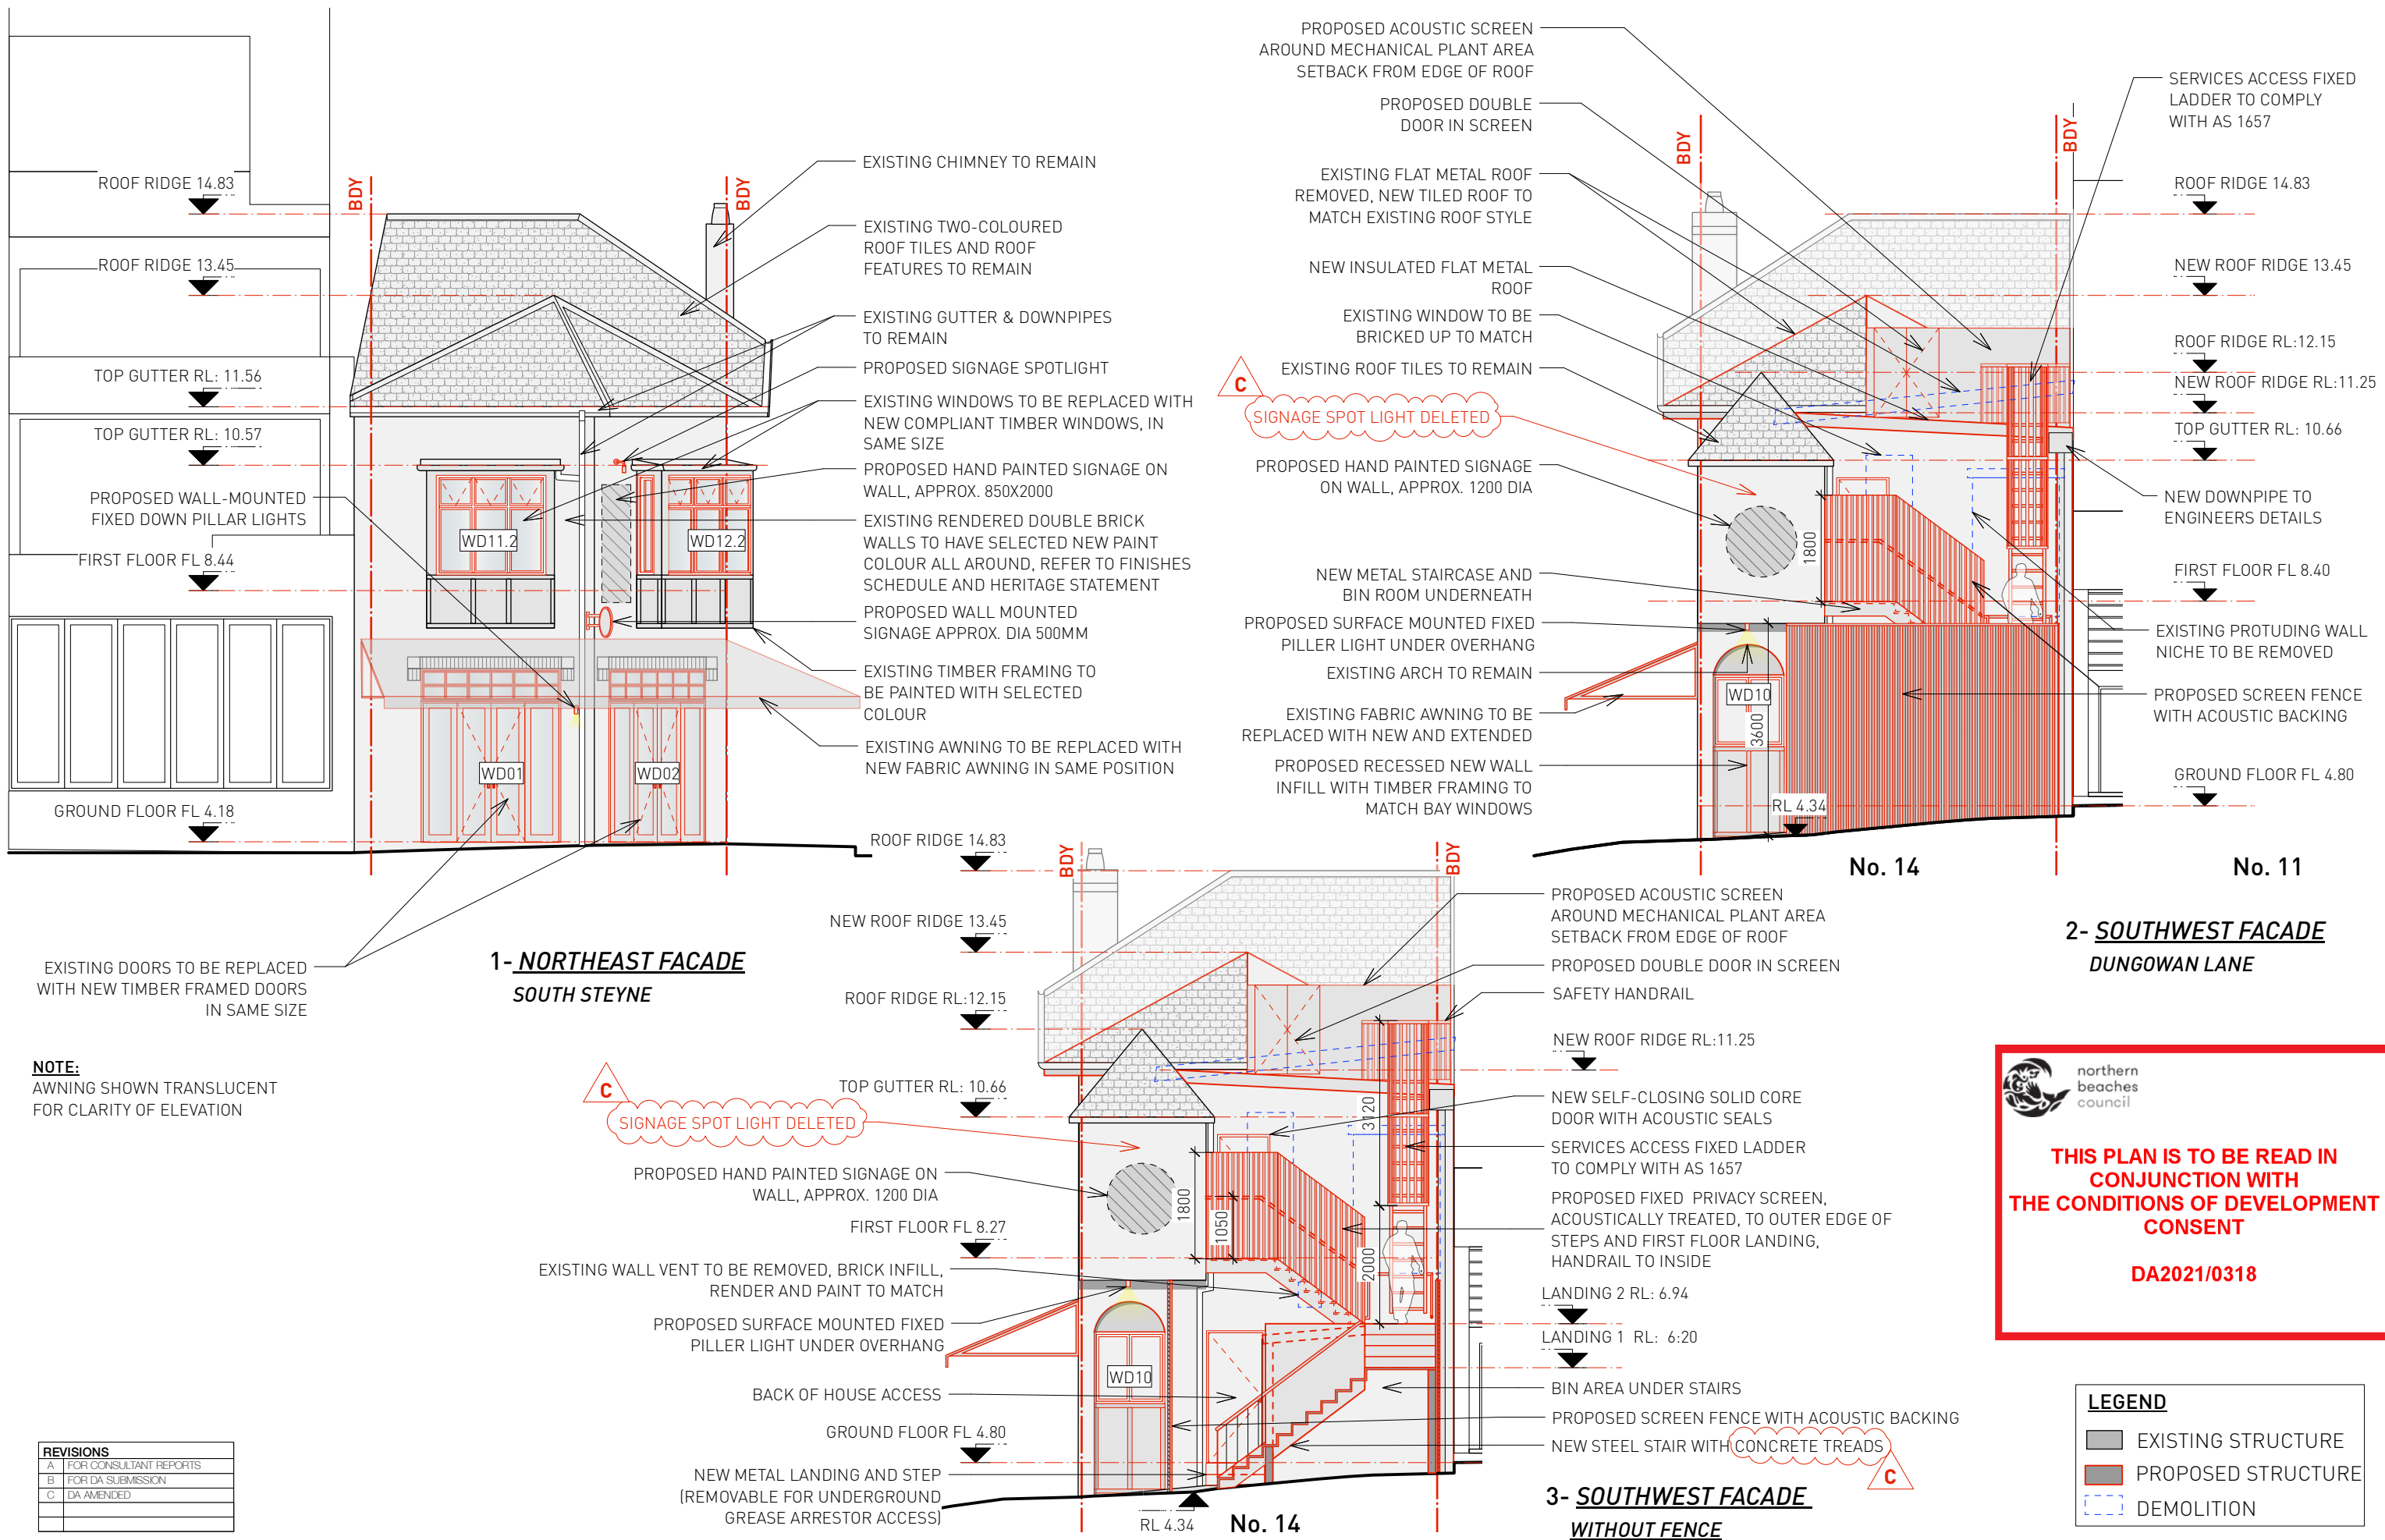 ROOF RIDGE 14.83
ROOF RIDGE 13.45
TOP GUTTER RL: 11.56
TOP GUTTER RL: 10.57
PROPOSED WALL-MOUNTED
FIXED DOWN PILLAR LIGHTS
FIRST FLOOR FL 8.44
GROUND FLOOR FL 4.18
EXISTING DOORS TO BE REPLACED
WITH NEW TIMBER FRAMED DOORS
IN SAME SIZE
BDY
BDY
WD11.2
WD12.2
WD01
WD02
EXISTING CHIMNEY TO REMAIN
EXISTING TWO-COLOURED
ROOF TILES AND ROOF
FEATURES TO REMAIN
EXISTING GUTTER & DOWNPIPES
TO REMAIN
PROPOSED SIGNAGE SPOTLIGHT
EXISTING WINDOWS TO BE REPLACED WITH
NEW COMPLIANT TIMBER WINDOWS, IN
SAME SIZE
PROPOSED HAND PAINTED SIGNAGE ON
WALL, APPROX. 850X2000
EXISTING RENDERED DOUBLE BRICK
WALLS TO HAVE SELECTED NEW PAINT
COLOUR ALL AROUND, REFER TO FINISHES
SCHEDULE AND HERITAGE STATEMENT
PROPOSED WALL MOUNTED
SIGNAGE APPROX. DIA 500MM
EXISTING TIMBER FRAMING TO
BE PAINTED WITH SELECTED
COLOUR
EXISTING AWNING TO BE REPLACED WITH
NEW FABRIC AWNING IN SAME POSITION
1- NORTHEAST FACADE
SOUTH STEYNE
NOTE:
AWNING SHOWN TRANSLUCENT
FOR CLARITY OF ELEVATION
PROPOSED ACOUSTIC SCREEN
AROUND MECHANICAL PLANT AREA
SETBACK FROM EDGE OF ROOF
PROPOSED DOUBLE
DOOR IN SCREEN
EXISTING FLAT METAL ROOF
REMOVED, NEW TILED ROOF TO
MATCH EXISTING ROOF STYLE
NEW INSULATED FLAT METAL
ROOF
EXISTING WINDOW TO BE
BRICKED UP TO MATCH
EXISTING ROOF TILES TO REMAIN
C
SIGNAGE SPOT LIGHT DELETED
PROPOSED HAND PAINTED SIGNAGE
ON WALL, APPROX. 1200 DIA
NEW METAL STAIRCASE AND
BIN ROOM UNDERNEATH
PROPOSED SURFACE MOUNTED FIXED
PILLER LIGHT UNDER OVERHANG
EXISTING ARCH TO REMAIN
EXISTING FABRIC AWNING TO BE
REPLACED WITH NEW AND EXTENDED
PROPOSED RECESSED NEW WALL
INFILL WITH TIMBER FRAMING TO
MATCH BAY WINDOWS
BDY
BDY
1800
WD10
3600
RL 4.34
No. 14
No. 11
SERVICES ACCESS FIXED
LADDER TO COMPLY
WITH AS 1657
ROOF RIDGE 14.83
NEW ROOF RIDGE 13.45
ROOF RIDGE RL:12.15
NEW ROOF RIDGE RL:11.25
TOP GUTTER RL: 10.66
NEW DOWNPIPE TO
ENGINEERS DETAILS
FIRST FLOOR FL 8.40
EXISTING PROTUDING WALL
NICHE TO BE REMOVED
PROPOSED SCREEN FENCE
WITH ACOUSTIC BACKING
GROUND FLOOR FL 4.80
2- SOUTHWEST FACADE
DUNGOWAN LANE
ROOF RIDGE 14.83
NEW ROOF RIDGE 13.45
ROOF RIDGE RL:12.15
C
SIGNAGE SPOT LIGHT DELETED
TOP GUTTER RL: 10.66
PROPOSED HAND PAINTED SIGNAGE ON
WALL, APPROX. 1200 DIA
FIRST FLOOR FL 8.27
EXISTING WALL VENT TO BE REMOVED, BRICK INFILL,
RENDER AND PAINT TO MATCH
PROPOSED SURFACE MOUNTED FIXED
PILLER LIGHT UNDER OVERHANG
BACK OF HOUSE ACCESS
GROUND FLOOR FL 4.80
NEW METAL LANDING AND STEP
(REMOVABLE FOR UNDERGROUND
GREASE ARRESTOR ACCESS)
BDY
BDY
3120
1800
1050
2000
WD10
RL 4.34
No. 14
PROPOSED ACOUSTIC SCREEN
AROUND MECHANICAL PLANT AREA
SETBACK FROM EDGE OF ROOF
PROPOSED DOUBLE DOOR IN SCREEN
SAFETY HANDRAIL
NEW ROOF RIDGE RL:11.25
NEW SELF-CLOSING SOLID CORE
DOOR WITH ACOUSTIC SEALS
SERVICES ACCESS FIXED LADDER
TO COMPLY WITH AS 1657
PROPOSED FIXED PRIVACY SCREEN,
ACOUSTICALLY TREATED, TO OUTER EDGE OF
STEPS AND FIRST FLOOR LANDING,
HANDRAIL TO INSIDE
LANDING 2 RL: 6.94
LANDING 1 RL: 6:20
BIN AREA UNDER STAIRS
PROPOSED SCREEN FENCE WITH ACOUSTIC BACKING
NEW STEEL STAIR WITH CONCRETE TREADS
C
3- SOUTHWEST FACADE
WITHOUT FENCE
northern
beaches
council
THIS PLAN IS TO BE READ IN
CONJUNCTION WITH
THE CONDITIONS OF DEVELOPMENT
CONSENT
DA2021/0318
LEGEND
EXISTING STRUCTURE
PROPOSED STRUCTURE
DEMOLITION
REVISIONS
A FOR CONSULTANT REPORTS
B FOR DA SUBMISSION
C DA AMENDED